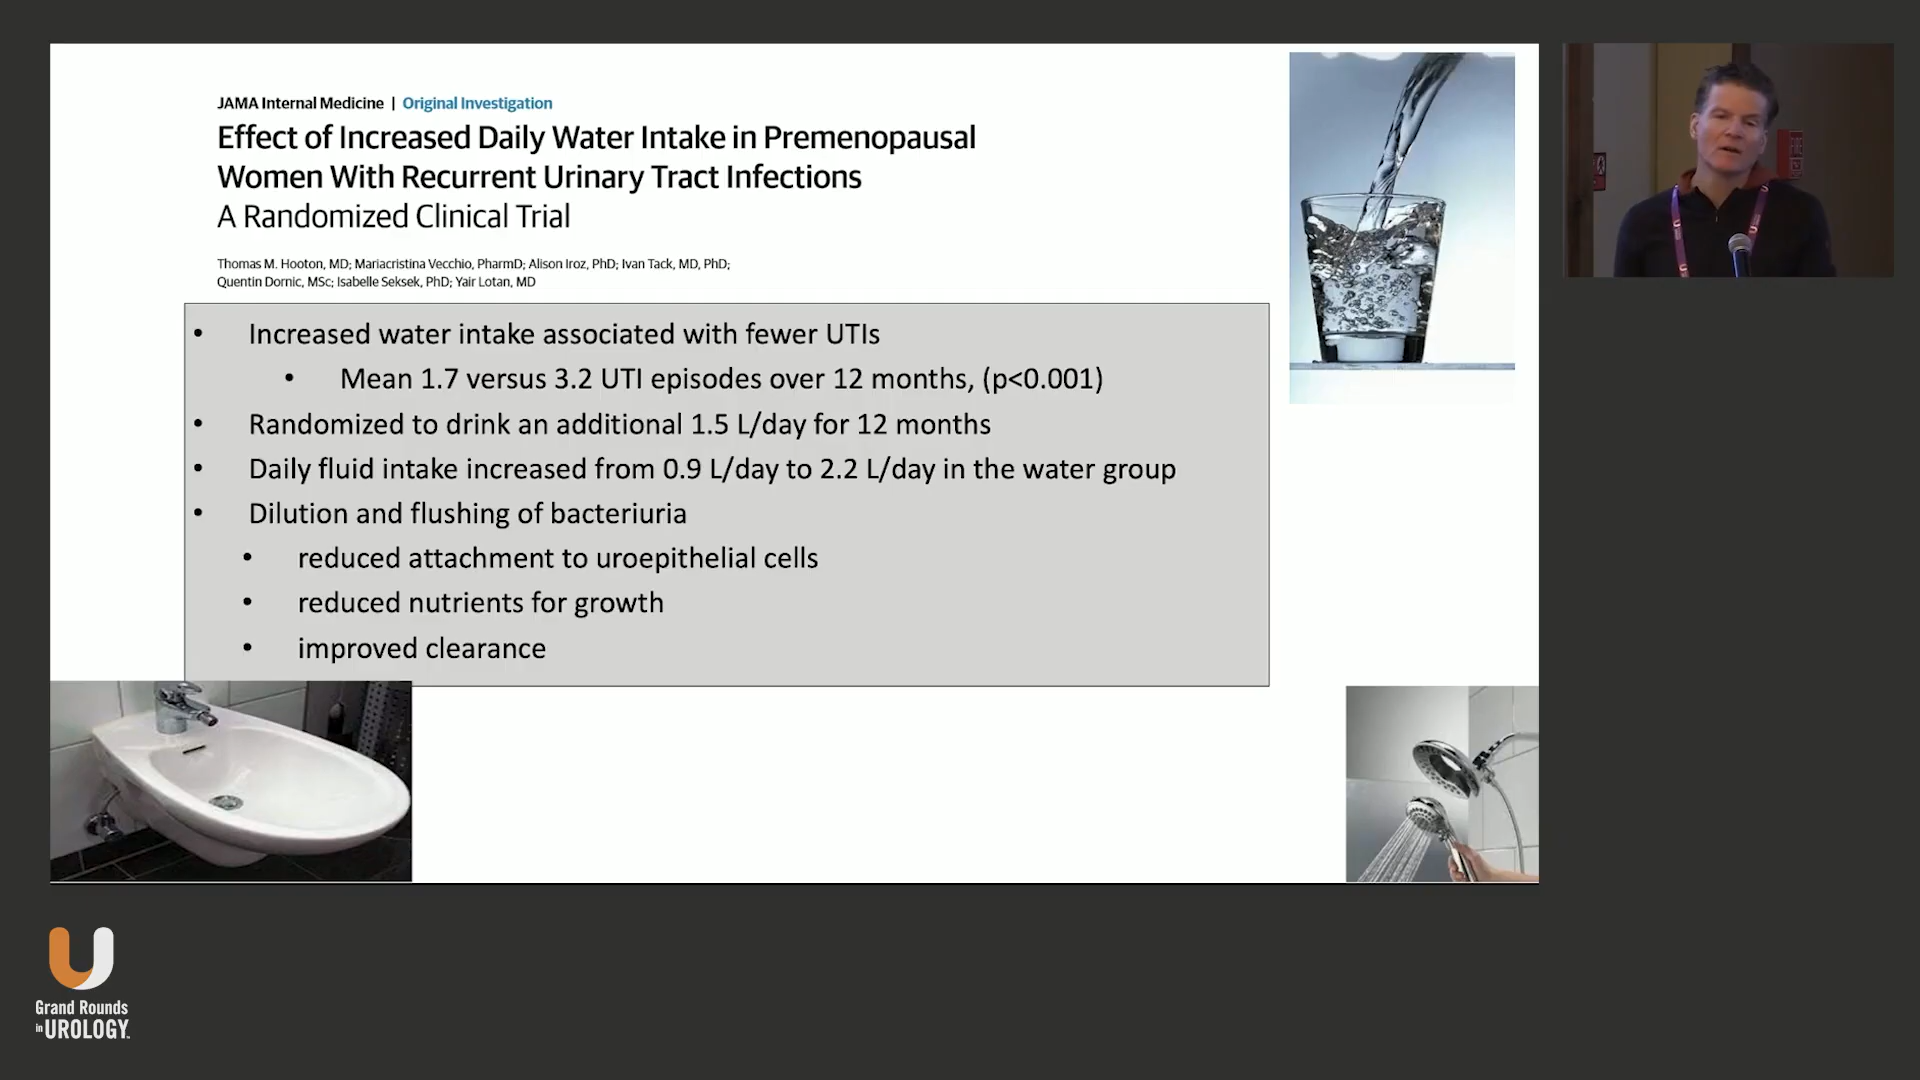 JAMA Internal Medicine | Original Investigation
Effect of Increased Daily Water Intake in Premenopausal
Women With Recurrent Urinary Tract Infections
A Randomized Clinical Trial
Thomas M. Hooton, MD; Mariacristina Vecchio, PharmD; Alison Iroz, PhD; Ivan Tack, MD, PhD;
Quentin Dornic, MSc; Isabelle Seksek, PhD; Yair Lotan, MD
• Increased water intake associated with fewer UTIs
• Mean 1.7 versus 3.2 UTI episodes over 12 months, (p<0.001)
• Randomized to drink an additional 1.5 L/day for 12 months
• Daily fluid intake increased from 0.9 L/day to 2.2 L/day in the water group
• Dilution and flushing of bacteriuria
• reduced attachment to uroepithelial cells
• reduced nutrients for growth
• improved clearance
Grand Rounds
in UROLOGY